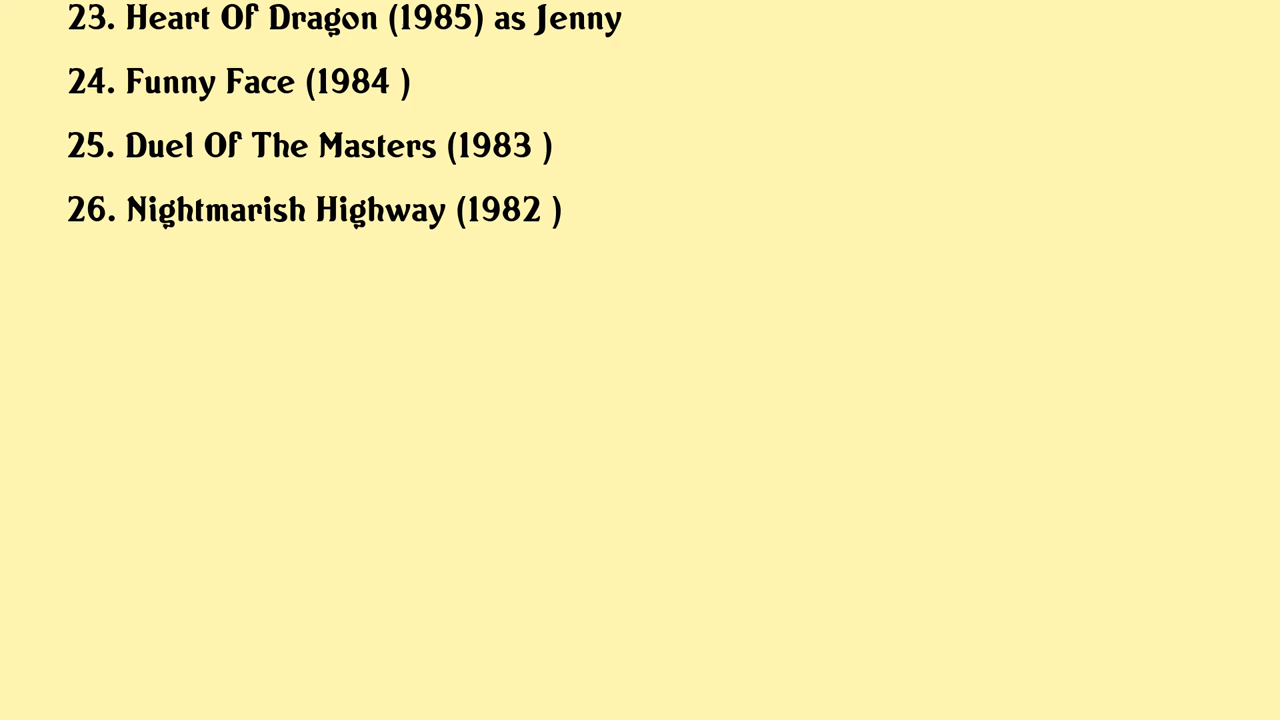 23. Heart Of Dragon (1985) as Jenny
24. Funny Face (1984 )
25. Duel Of The Masters (1983 )
26. Nightmarish Highway (1982 )